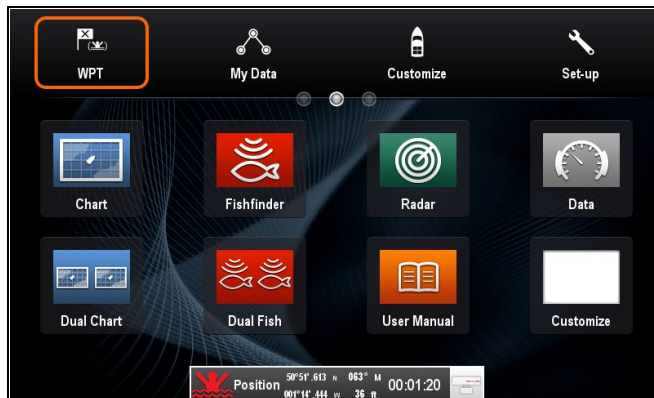 WPT
My Data
Customize
Set-up
Chart
Fishfinder
Radar
Data
Dual Chart
Dual Fish
User Manual
Customize
Position 50°51'.613 N 063° M 00:01:20
001°14'.444 W 36 ft